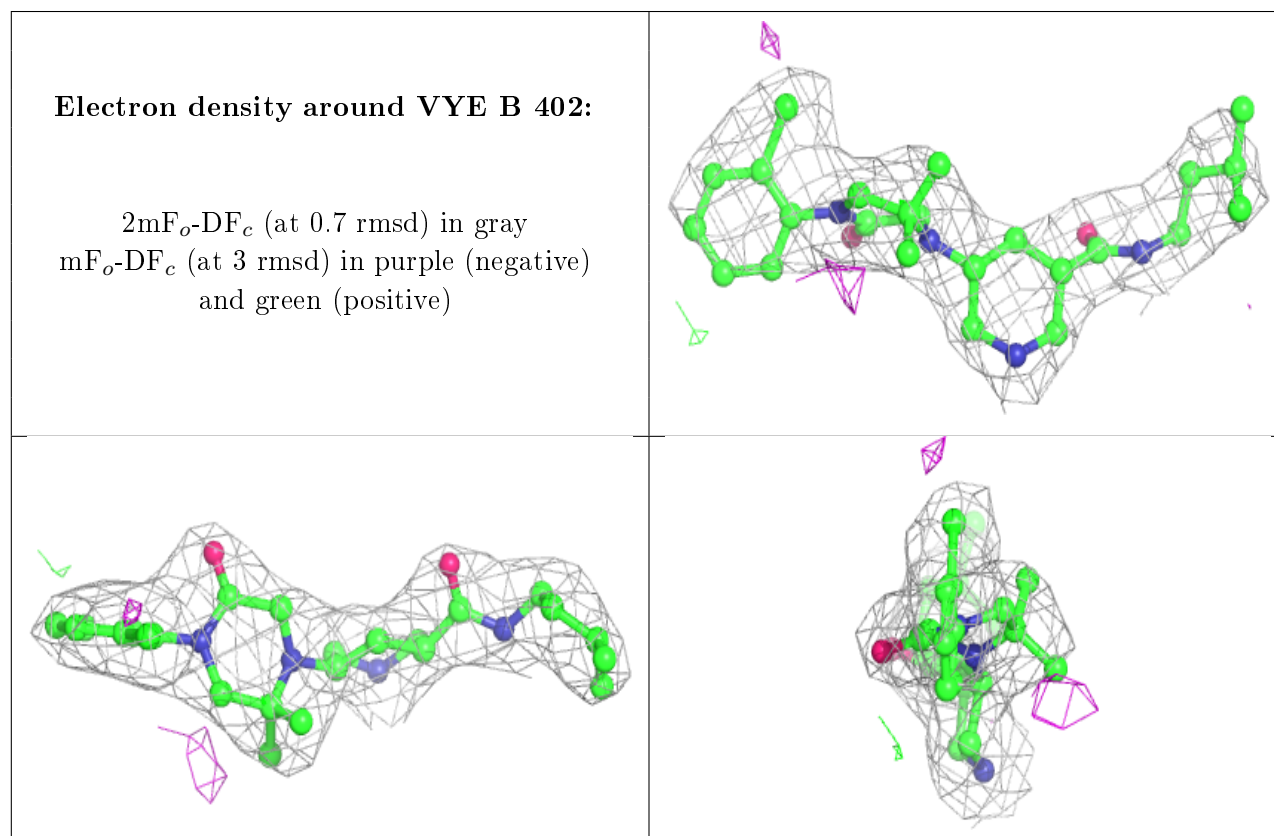 Electron density around VYE B 402:
2mFo-DFc (at 0.7 rmsd) in gray
mFo-DFc (at 3 rmsd) in purple (negative)
and green (positive)